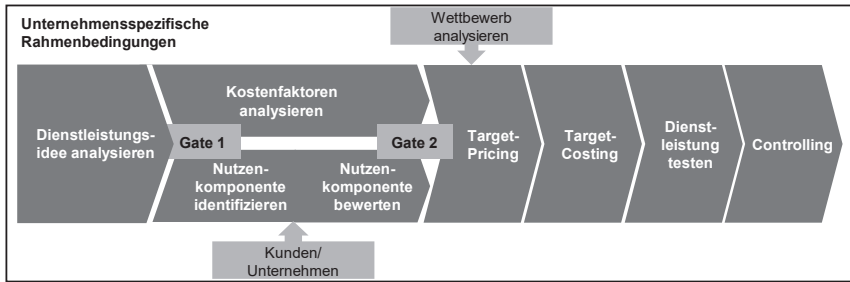 Unternehmensspezifische
Rahmenbedingungen
Wettbewerb
analysieren
Dienstleistungs-
idee analysieren
Gate 1
Kostenfaktoren
analysieren
Nutzen-
komponente
identifizieren
Nutzen-
komponente
bewerten
Gate 2
Target-
Pricing
Target-
Costing
Dienst-
leistung
testen
Controlling
Kunden/
Unternehmen